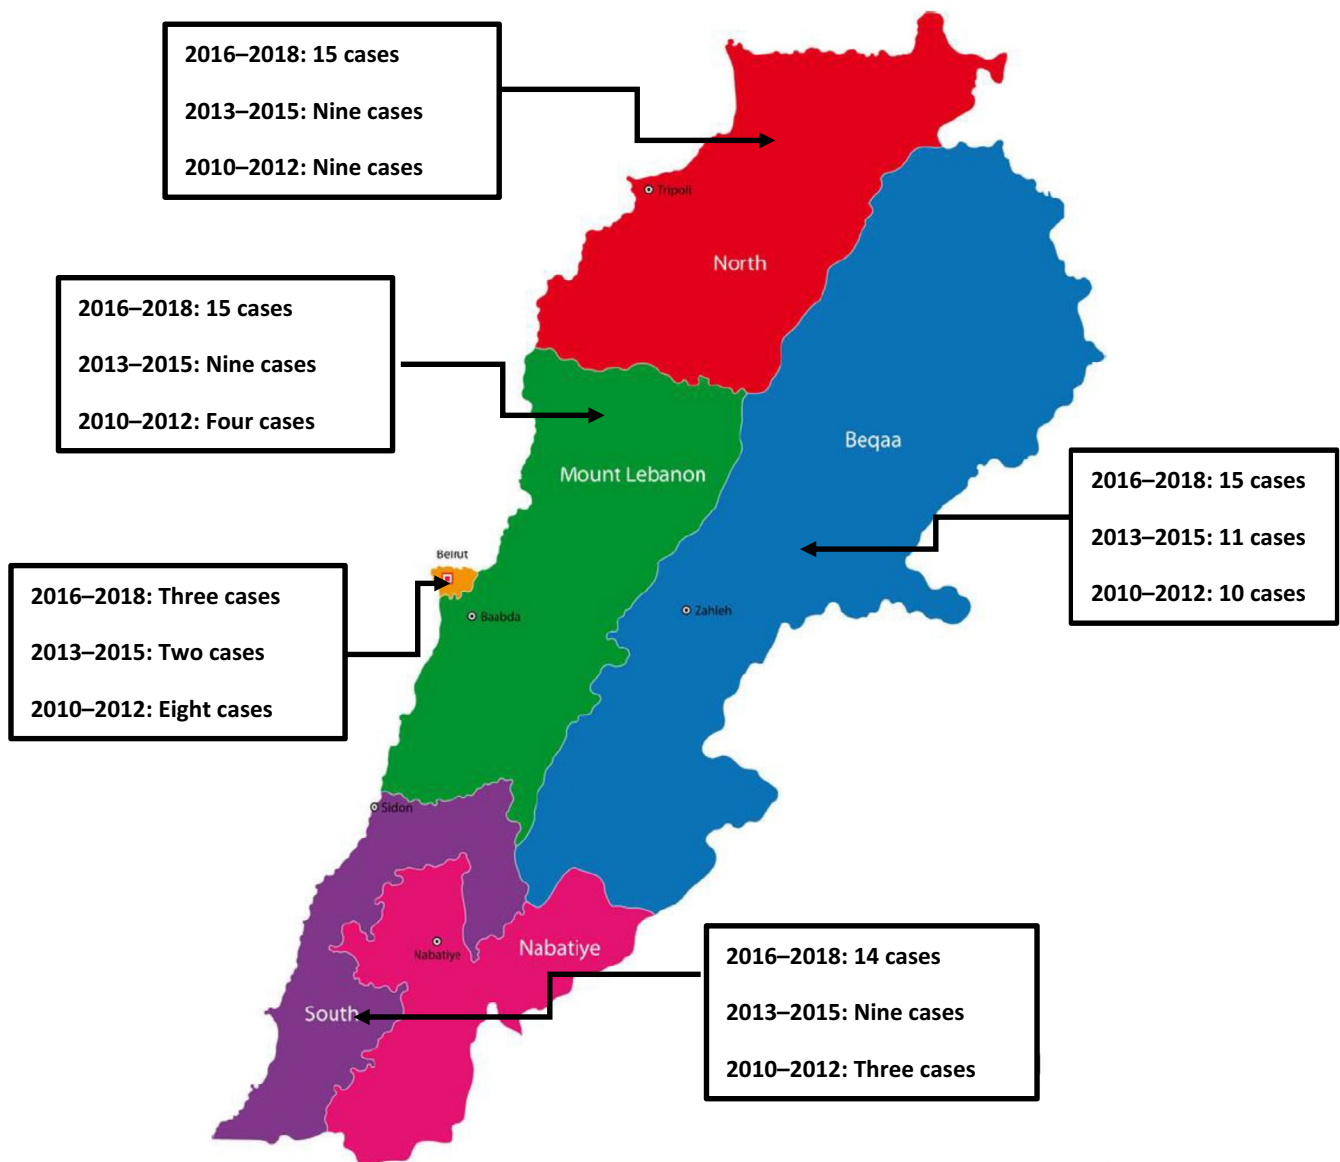 2016–2018: 15 cases
2013–2015: Nine cases
2010–2012: Nine cases
Tripoli
North
2016–2018: 15 cases
2013–2015: Nine cases
2010–2012: Four cases
Mount Lebanon
Beqaa
2016–2018: 15 cases
2013–2015: 11 cases
2010–2012: 10 cases
Beirut
Baabda
Zahleh
2016–2018: Three cases
2013–2015: Two cases
2010–2012: Eight cases
Sidon
Nabatiye
Nabatiye
South
2016–2018: 14 cases
2013–2015: Nine cases
2010–2012: Three cases